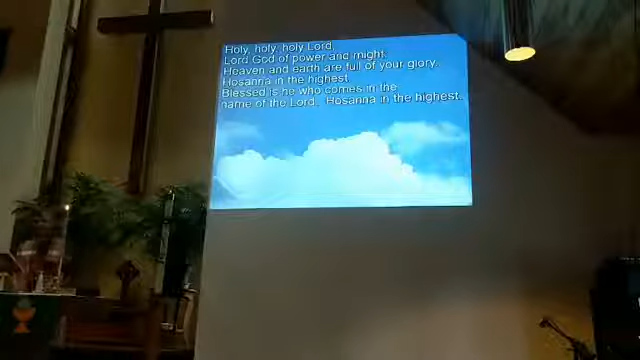 Holy, holy, holy Lord
Lord God of power and might.
Heaven and earth are full of your glory.
Hosanna in the highest
Blessed is he who comes in the
name of the Lord. Hosanna in the highest.